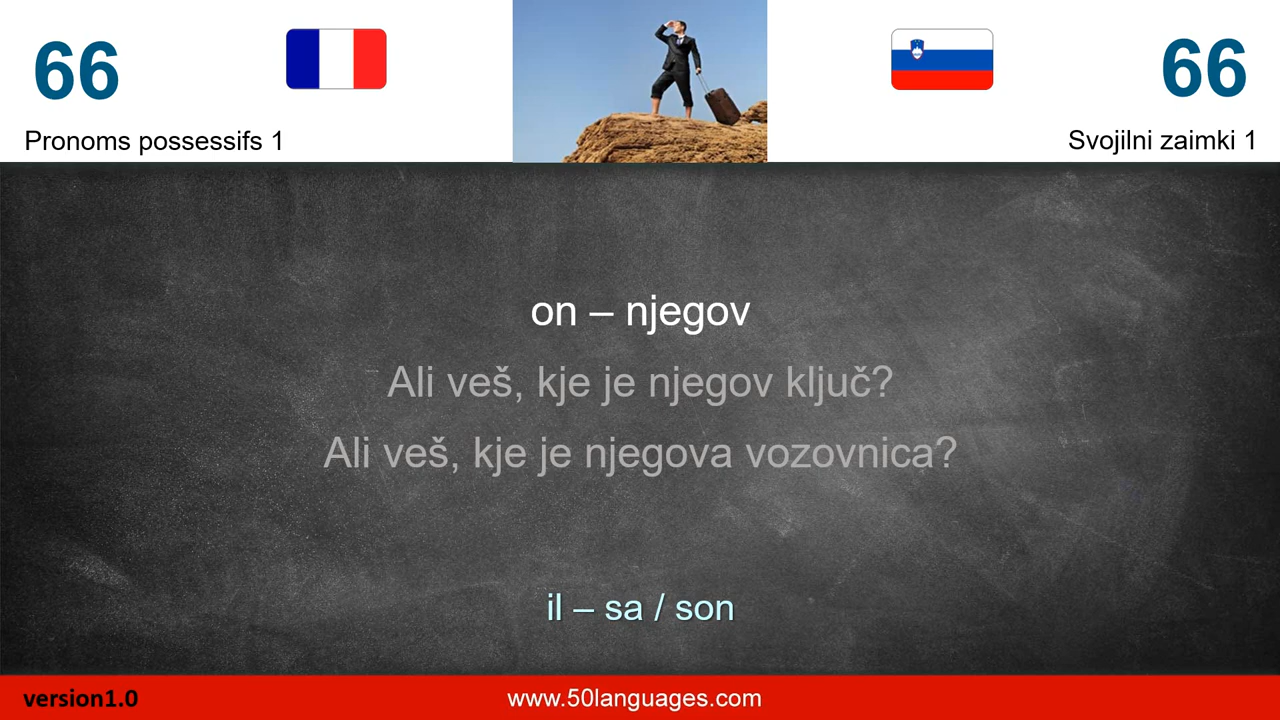 66
66
Pronoms possessifs 1
Svojilni zaimki 1
on – njegov
Ali veš, kje je njegov ključ?
Ali veš, kje je njegova vozovnica?
il – sa / son
version1.0
www.50languages.com